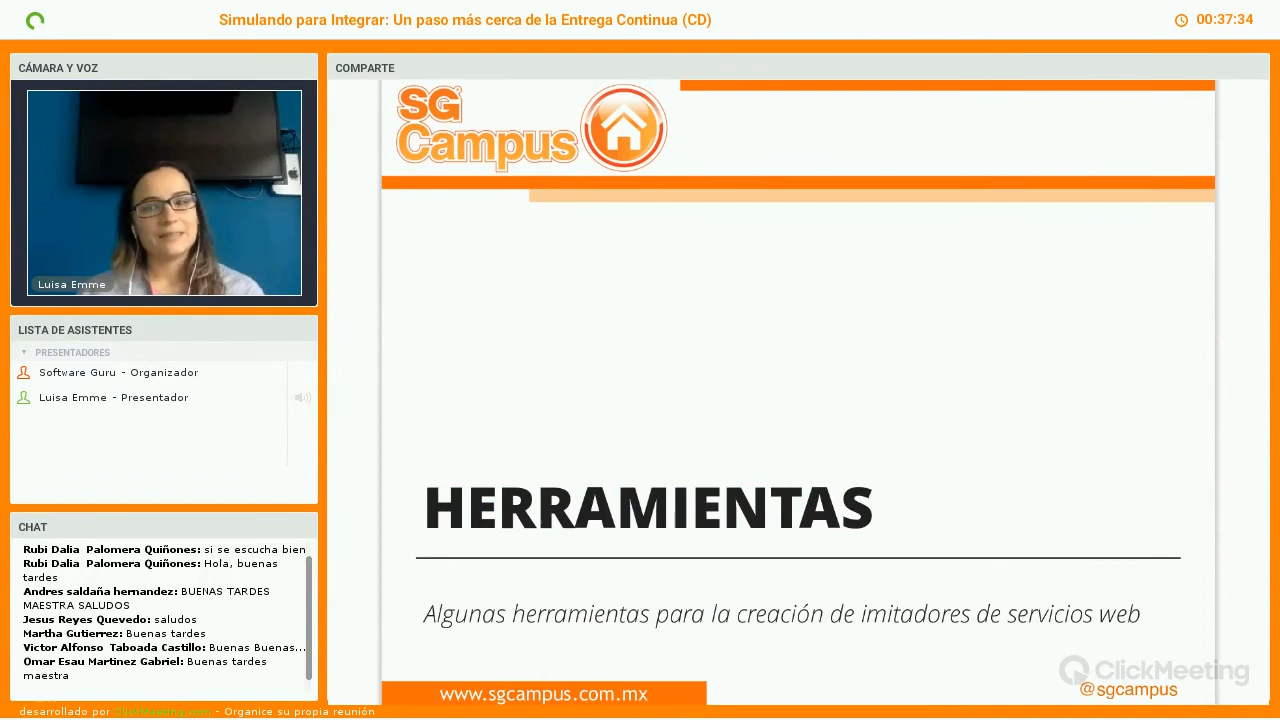 Simulando para Integrar: Un paso más cerca de la Entrega Continua (CD)
00:37:34
CÁMARA Y VOZ
Luisa Emme
LISTA DE ASISTENTES
PRESENTADORES
Software Guru - Organizador
Luisa Emme - Presentador
CHAT
Rubi Dalia Palomera Quiñones: si se escucha bien
Rubi Dalia Palomera Quiñones: Hola, buenas
tardes
Andres saldaña hernandez: BUENAS TARDES
MAESTRA SALUDOS
Jesus Reyes Quevedo: saludos
Martha Gutierrez: Buenas tardes
Victor Alfonso Taboada Castillo: Buenas Buenas...
Omar Esau Martinez Gabriel: Buenas tardes
maestra
desarrollado por ClickMeeting.com - Organice su propia reunión
COMPARTE
SG
Campus
HERRAMIENTAS
Algunas herramientas para la creación de imitadores de servicios web
ClickMeeting
www.sgcampus.com.mx
@sgcampus